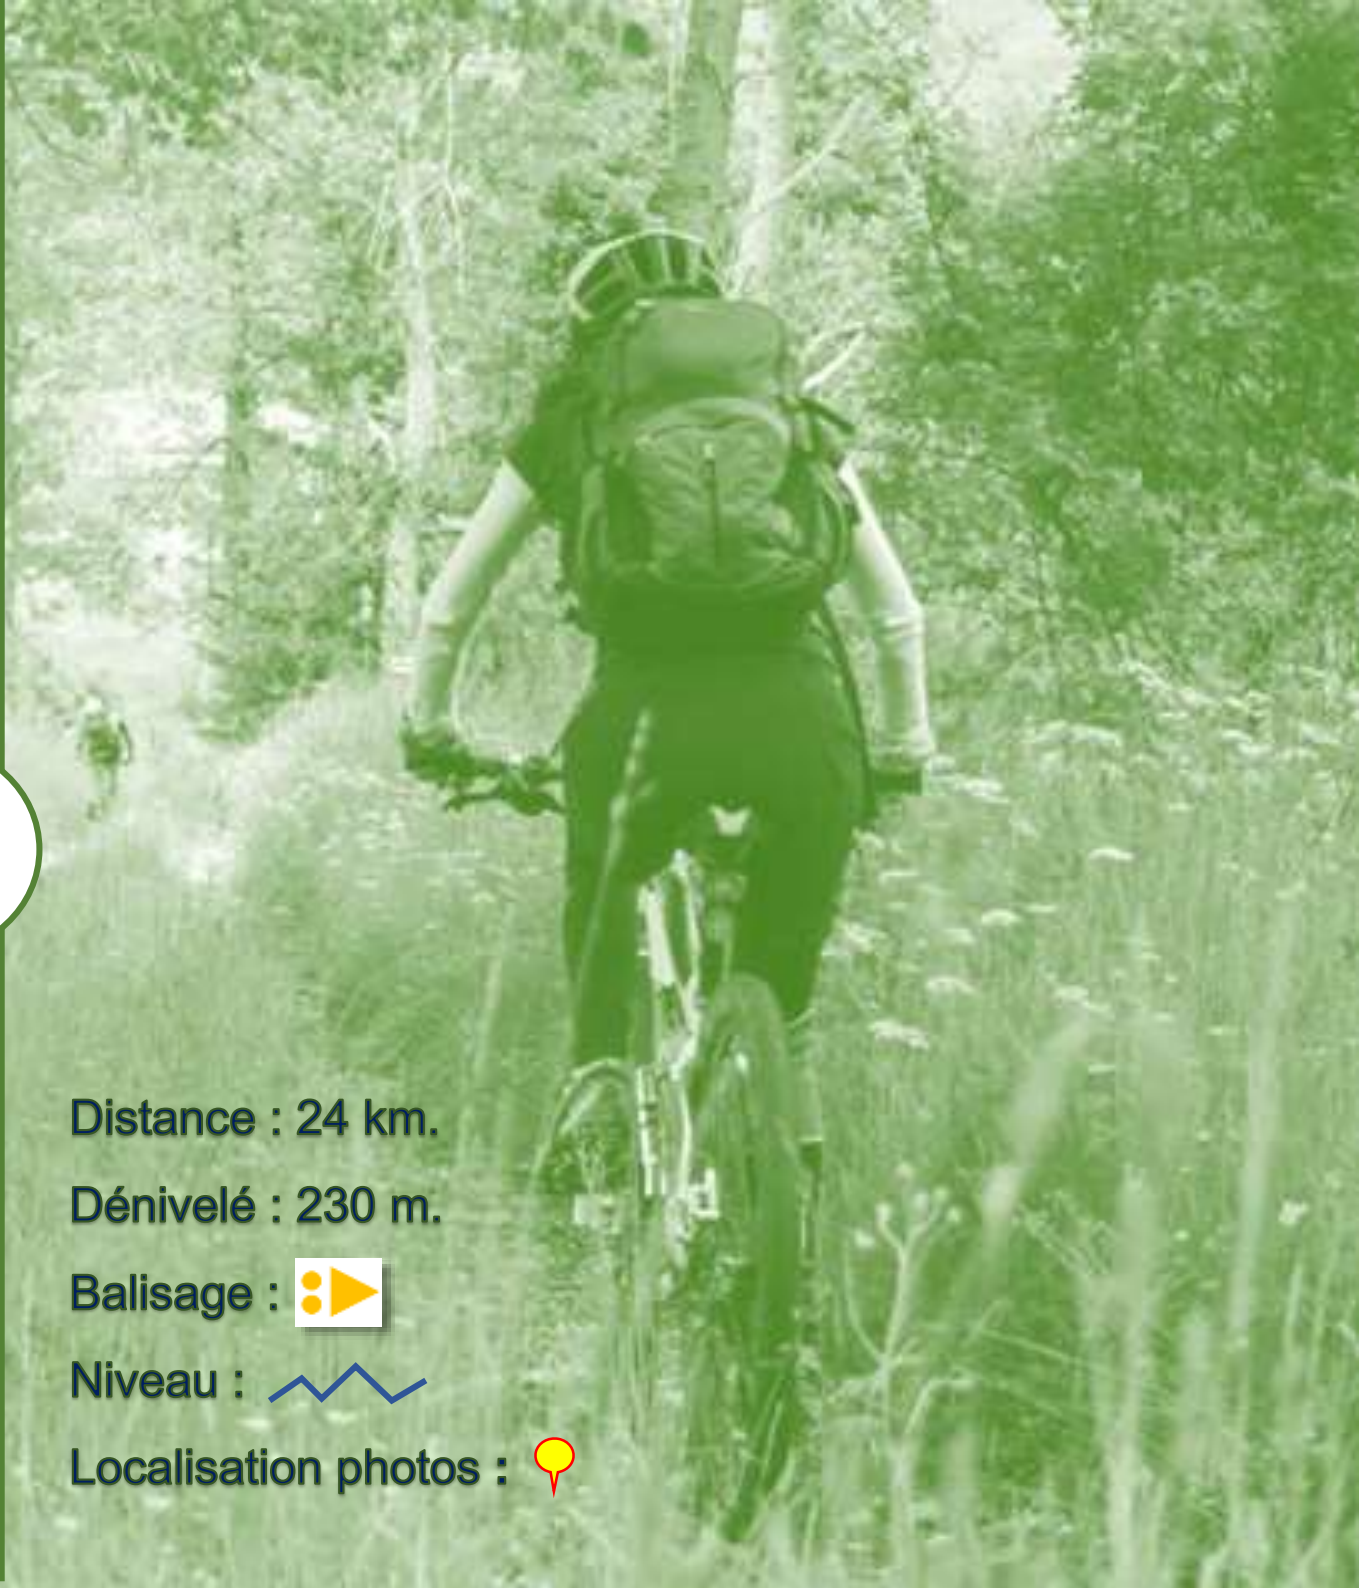 Distance : 24 km.
Dénivelé : 230 m.
Balisage :
Niveau :
Localisation photos :